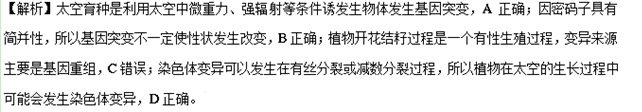 【解析】太空育种是利用太空中微重力、强辐射等条件诱发生物体发生基因突变，A 正确；因密码子具有
简并性，所以基因突变不一定使性状发生改变，B 正确；植物开花结籽过程是一个有性生殖过程，变异来源
主要是基因重组，C 错误；染色体变异可以发生在有丝分裂或减数分裂过程，所以植物在太空的生长过程中
可能会发生染色体变异，D 正确。